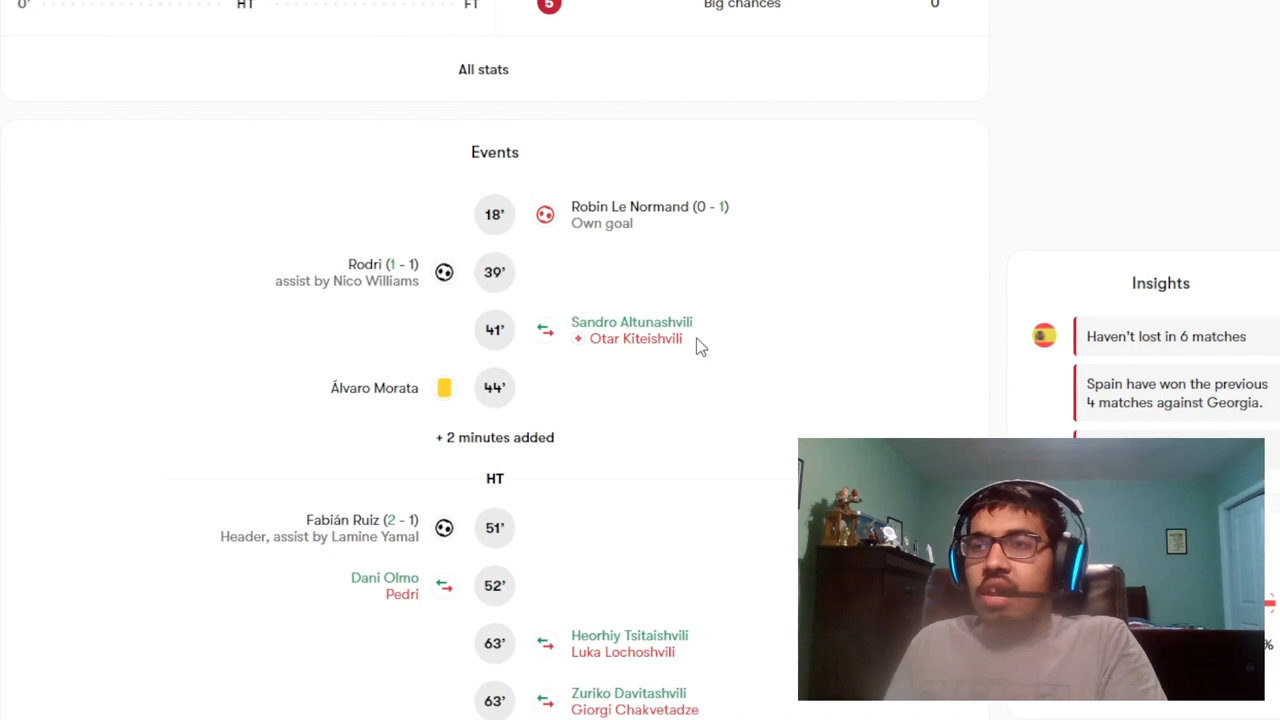 0'
HT
FT
5
Big chances
0
All stats
Events
18'
Robin Le Normand (0 - 1)
Own goal
Rodri (1 - 1)
assist by Nico Williams
39'
41'
Sandro Altunashvili
Otar Kiteishvili
Álvaro Morata
44'
+ 2 minutes added
HT
Fabián Ruiz (2 - 1)
Header, assist by Lamine Yamal
51'
Dani Olmo
Pedri
52'
63'
Heorhiy Tsitaishvili
Luka Lochoshvili
63'
Zuriko Davitashvili
Giorgi Chakvetadze
Insights
Haven't lost in 6 matches
Spain have won the previous
4 matches against Georgia.
%